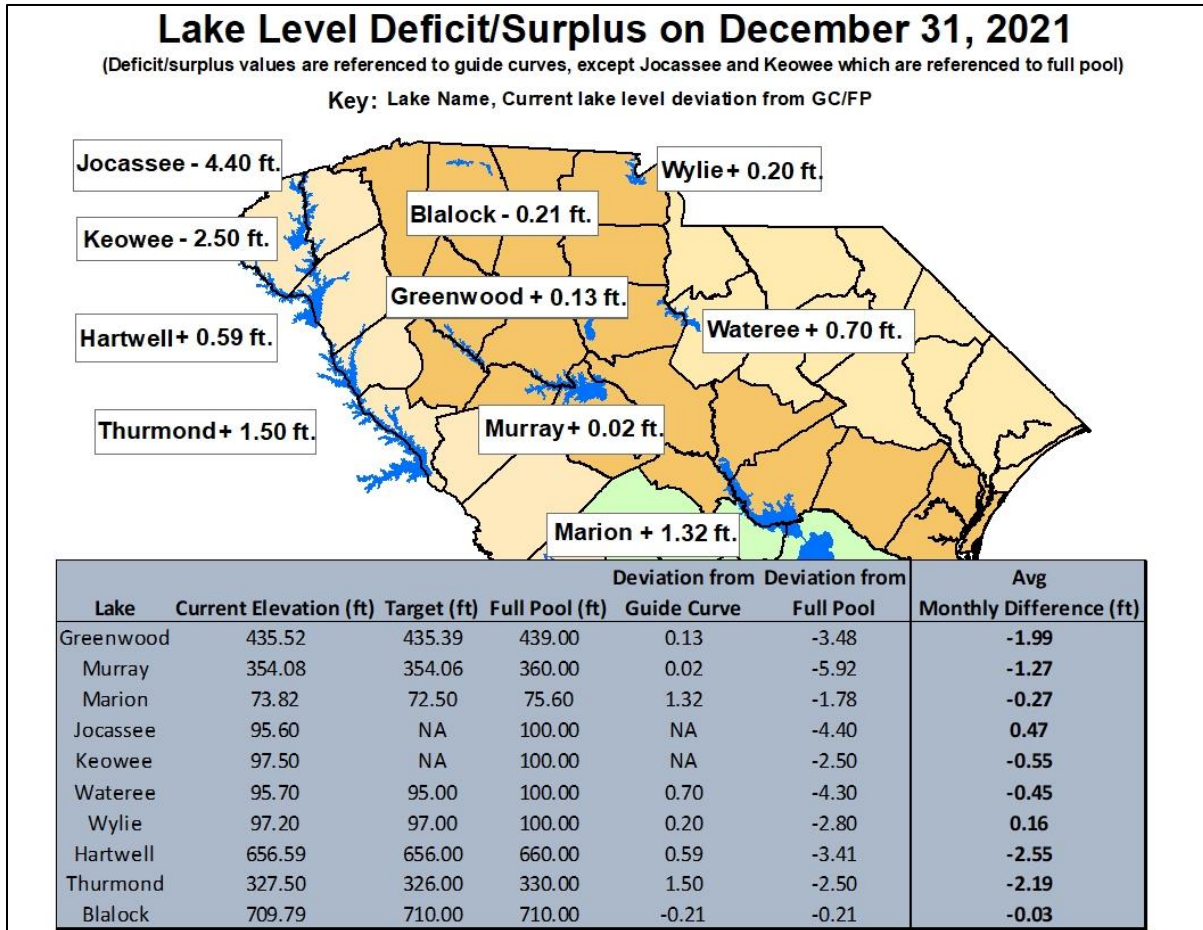 Lake Level Deficit/Surplus on December 31, 2021
(Deficit/surplus values are referenced to guide curves, except Jocassee and Keowee which are referenced to full pool)
Key: Lake Name, Current lake level deviation from GC/FP
Jocassee - 4.40 ft.
Wylie + 0.20 ft.
Blalock - 0.21 ft.
Keowee - 2.50 ft.
Greenwood + 0.13 ft.
Hartwell + 0.59 ft.
Wateree + 0.70 ft.
Thurmond + 1.50 ft.
Murray + 0.02 ft.
Marion + 1.32 ft.
Deviation from Deviation from Avg
Lake Current Elevation (ft) Target (ft) Full Pool (ft) Guide Curve Full Pool Monthly Difference (ft)
Greenwood 435.52 435.39 439.00 0.13 -3.48 -1.99
Murray 354.08 354.06 360.00 0.02 -5.92 -1.27
Marion 73.82 72.50 75.60 1.32 -1.78 -0.27
Jocassee 95.60 NA 100.00 NA -4.40 0.47
Keowee 97.50 NA 100.00 NA -2.50 -0.55
Wateree 95.70 95.00 100.00 0.70 -4.30 -0.45
Wylie 97.20 97.00 100.00 0.20 -2.80 0.16
Hartwell 656.59 656.00 660.00 0.59 -3.41 -2.55
Thurmond 327.50 326.00 330.00 1.50 -2.50 -2.19
Blalock 709.79 710.00 710.00 -0.21 -0.21 -0.03